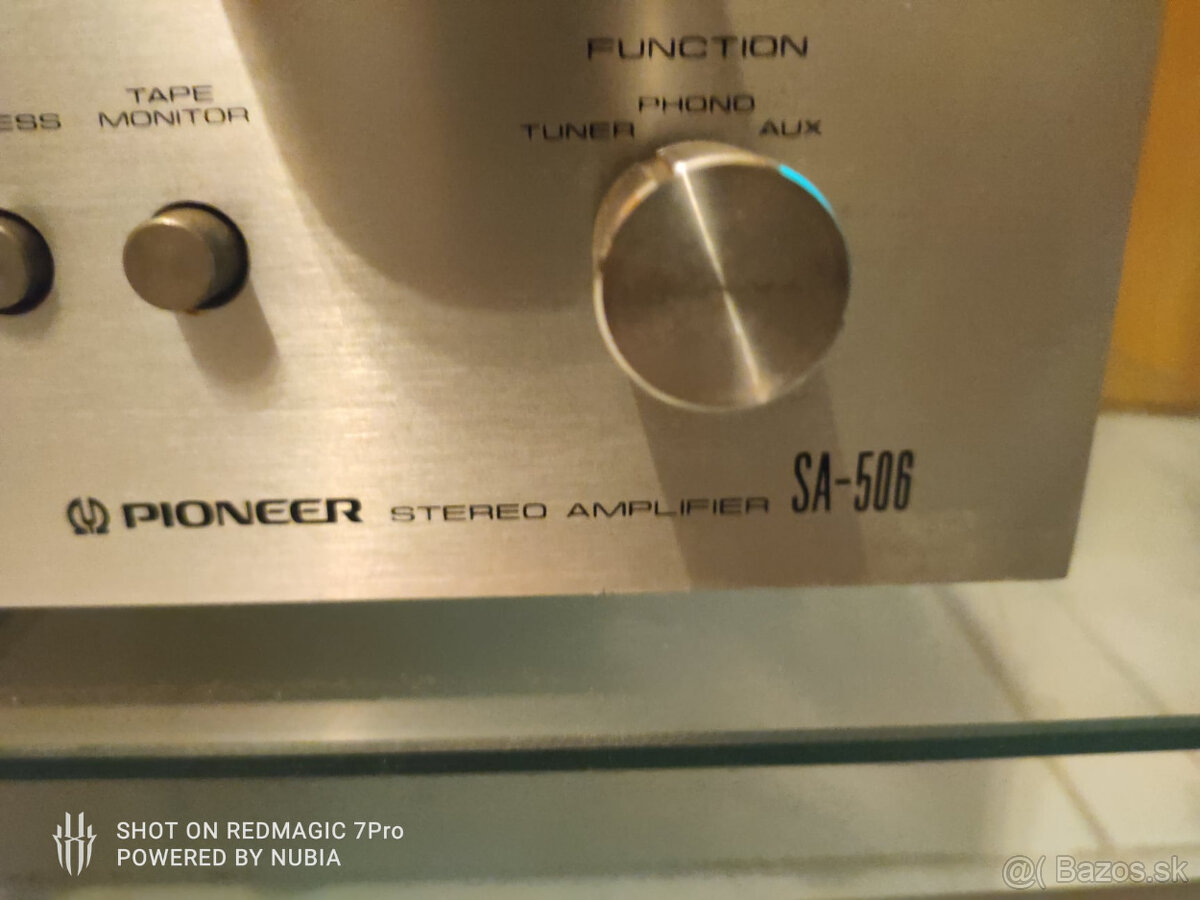 FUNCTION
TAPE
MONITOR
ESS
PHONO
TUNER
AUX
PIONEER STEREO AMPLIFIER SA-506
SHOT ON REDMAGIC 7Pro
POWERED BY NUBIA
@( Bazos.sk